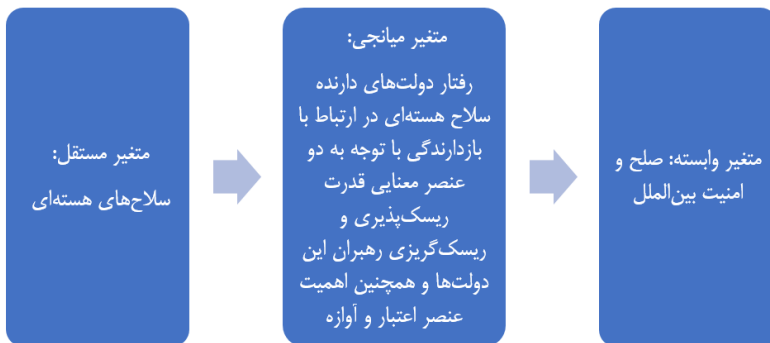 متغیر مستقل:
سلاح‌های هسته‌ای
متغیر میانجی:
رفتار دولت‌های دارنده
سلاح هسته‌ای در ارتباط با
بازدارندگی با توجه به دو
عنصر معنایی قدرت
ریسک‌پذیری و
ریسک‌گریزی رهبران این
دولت‌ها و همچنین اهمیت
عنصر اعتبار و آوازه
متغیر وابسته: صلح و
امنیت بین‌الملل